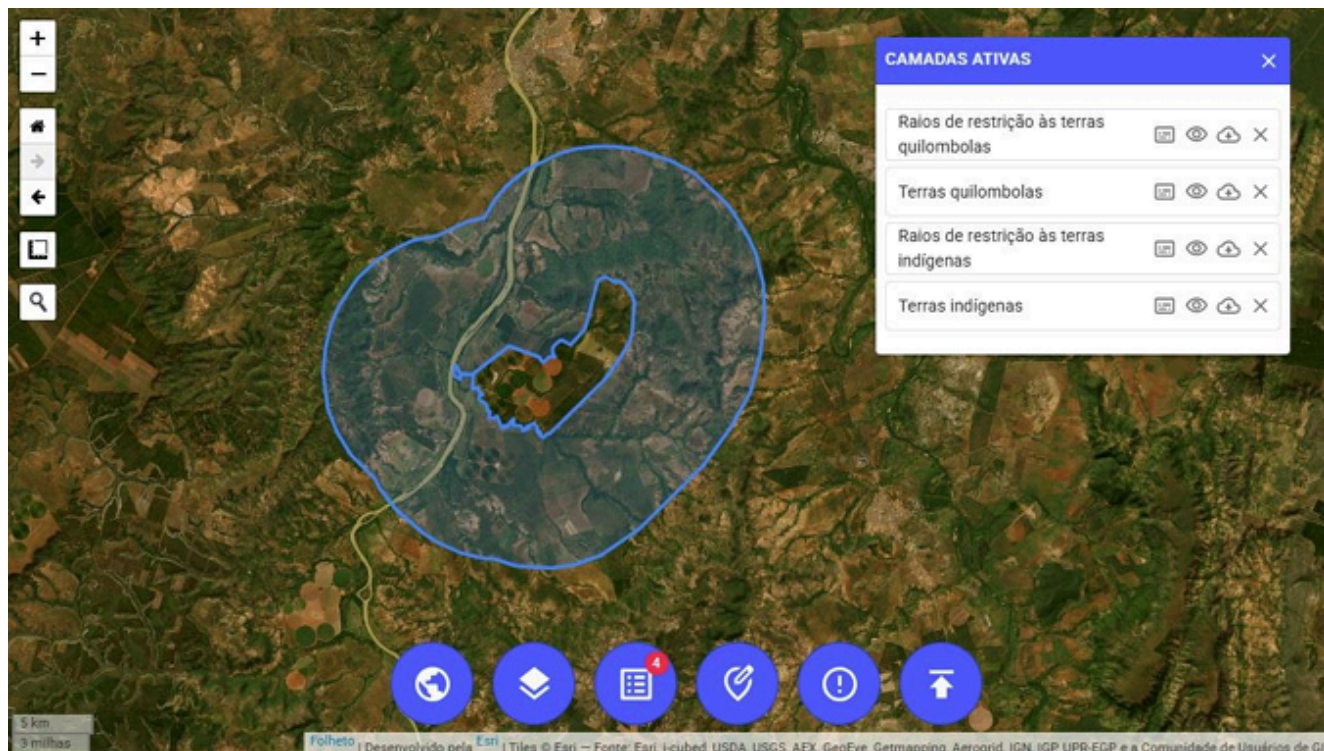 +
CAMADAS ATIVAS
−
Raios de restrição às terras
quilombolas
Terras quilombolas
Raios de restrição às terras
indígenas
Terras indígenas
4
5 km
3 milhas
Folheto | Desenvolvido pela Esri | Tiles © Esri — Fonte: Esri, i-cubed, USDA, USGS, AEX, GeoEye, Getmapping, Aerogrid, IGN, IGP, UPR-EGP e a Comunidade de Usuários de